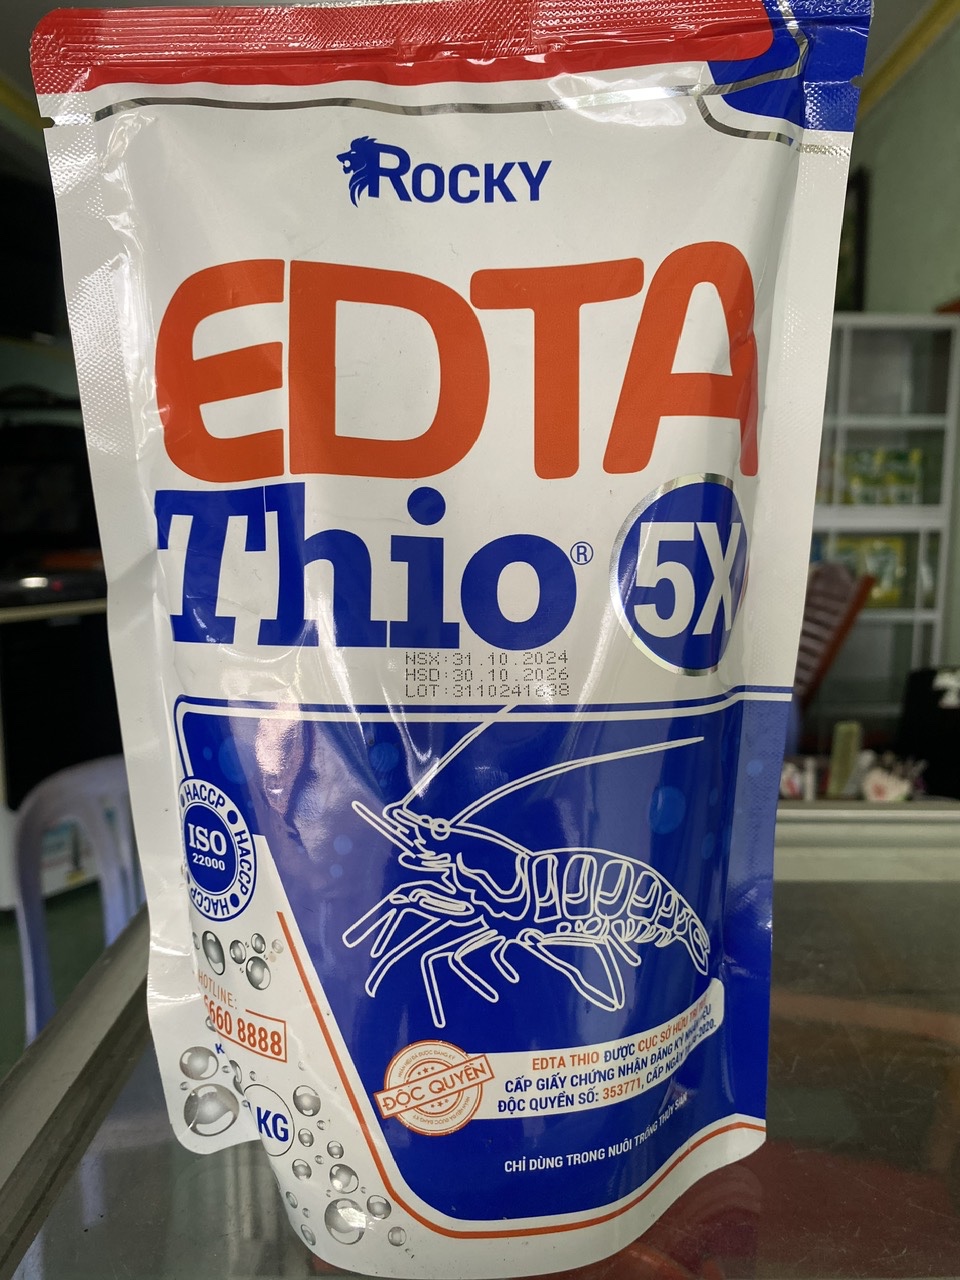 ROCKY
EDTA
Thio®
5X
NSX:31.10.2024
HSD:30.10.2026
LOT:3110241638
HACCP HACCP HACCP
ISO
22000
HOTLINE:
660 8888
KG
ĐỘC QUYỀN
EDTA THIO ĐƯỢC CỤC SỞ HỮU TRÍ
CẤP GIẤY CHỨNG NHẬN ĐĂNG KÝ NHÃN HIỆU
ĐỘC QUYỀN SỐ: 353771, CẤP NGÀY
CHỈ DÙNG TRONG NUÔI TRỒNG THỦY SẢN